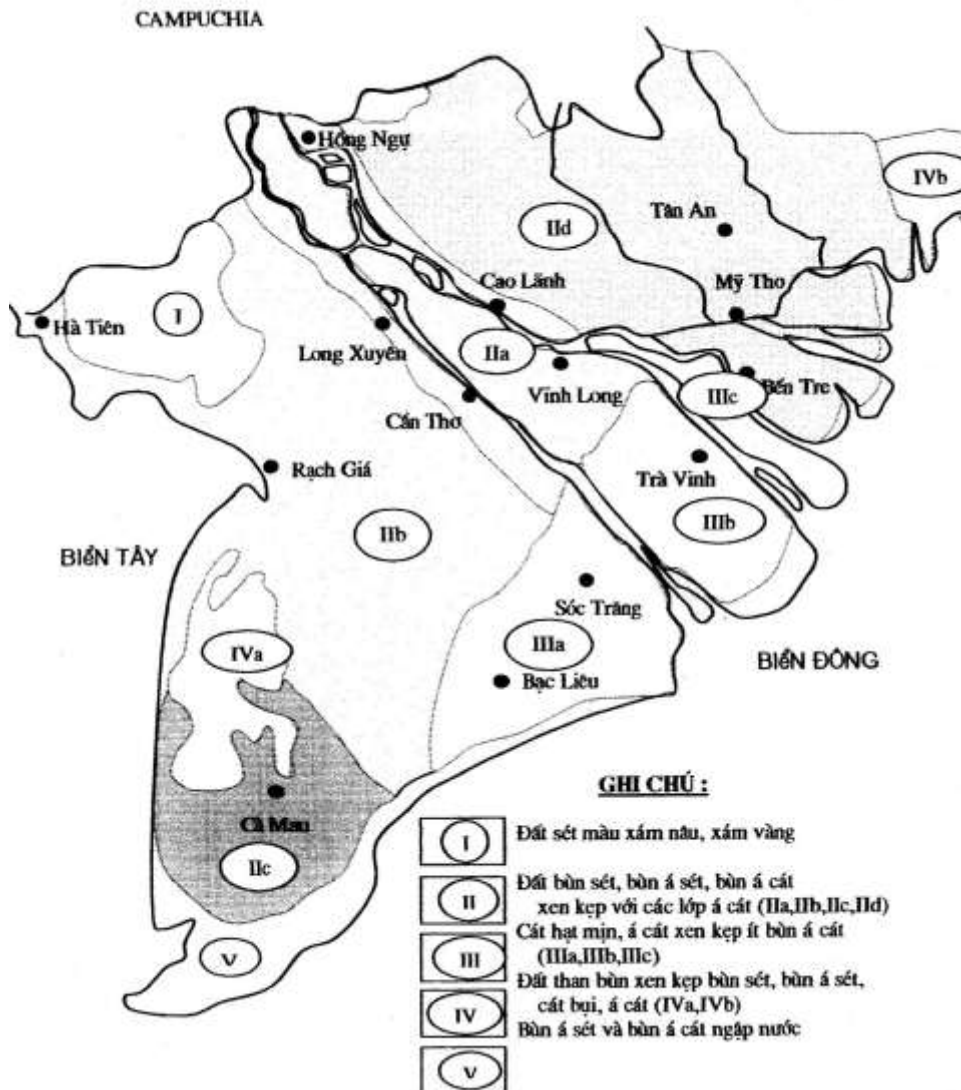 CAMPUCHIA
Hồng Ngự
IVb
Tân An
IId
Cao Lãnh
Mỹ Tho
I
Hà Tiên
Long Xuyên
IIa
Vĩnh Long
IIIc
Bến Tre
Cần Thơ
Rạch Giá
Trà Vinh
IIb
IIIb
BIỂN TÂY
Sóc Trăng
IVa
IIIa
BIỂN ĐÔNG
Bạc Liêu
Cà Mau
IIc
V
GHI CHÚ :
I
Đất sét màu xám nâu, xám vàng
II
Đất bùn sét, bùn á sét, bùn á cát
xen kẹp với các lớp á cát (IIa,IIb,IIc,IId)
III
Cát hạt mịn, á cát xen kẹp ít bùn á cát
(IIIa,IIIb,IIIc)
IV
Đất than bùn xen kẹp bùn sét, bùn á sét,
cát bụi, á cát (IVa,IVb)
Bùn á sét và bùn á cát ngập nước
V